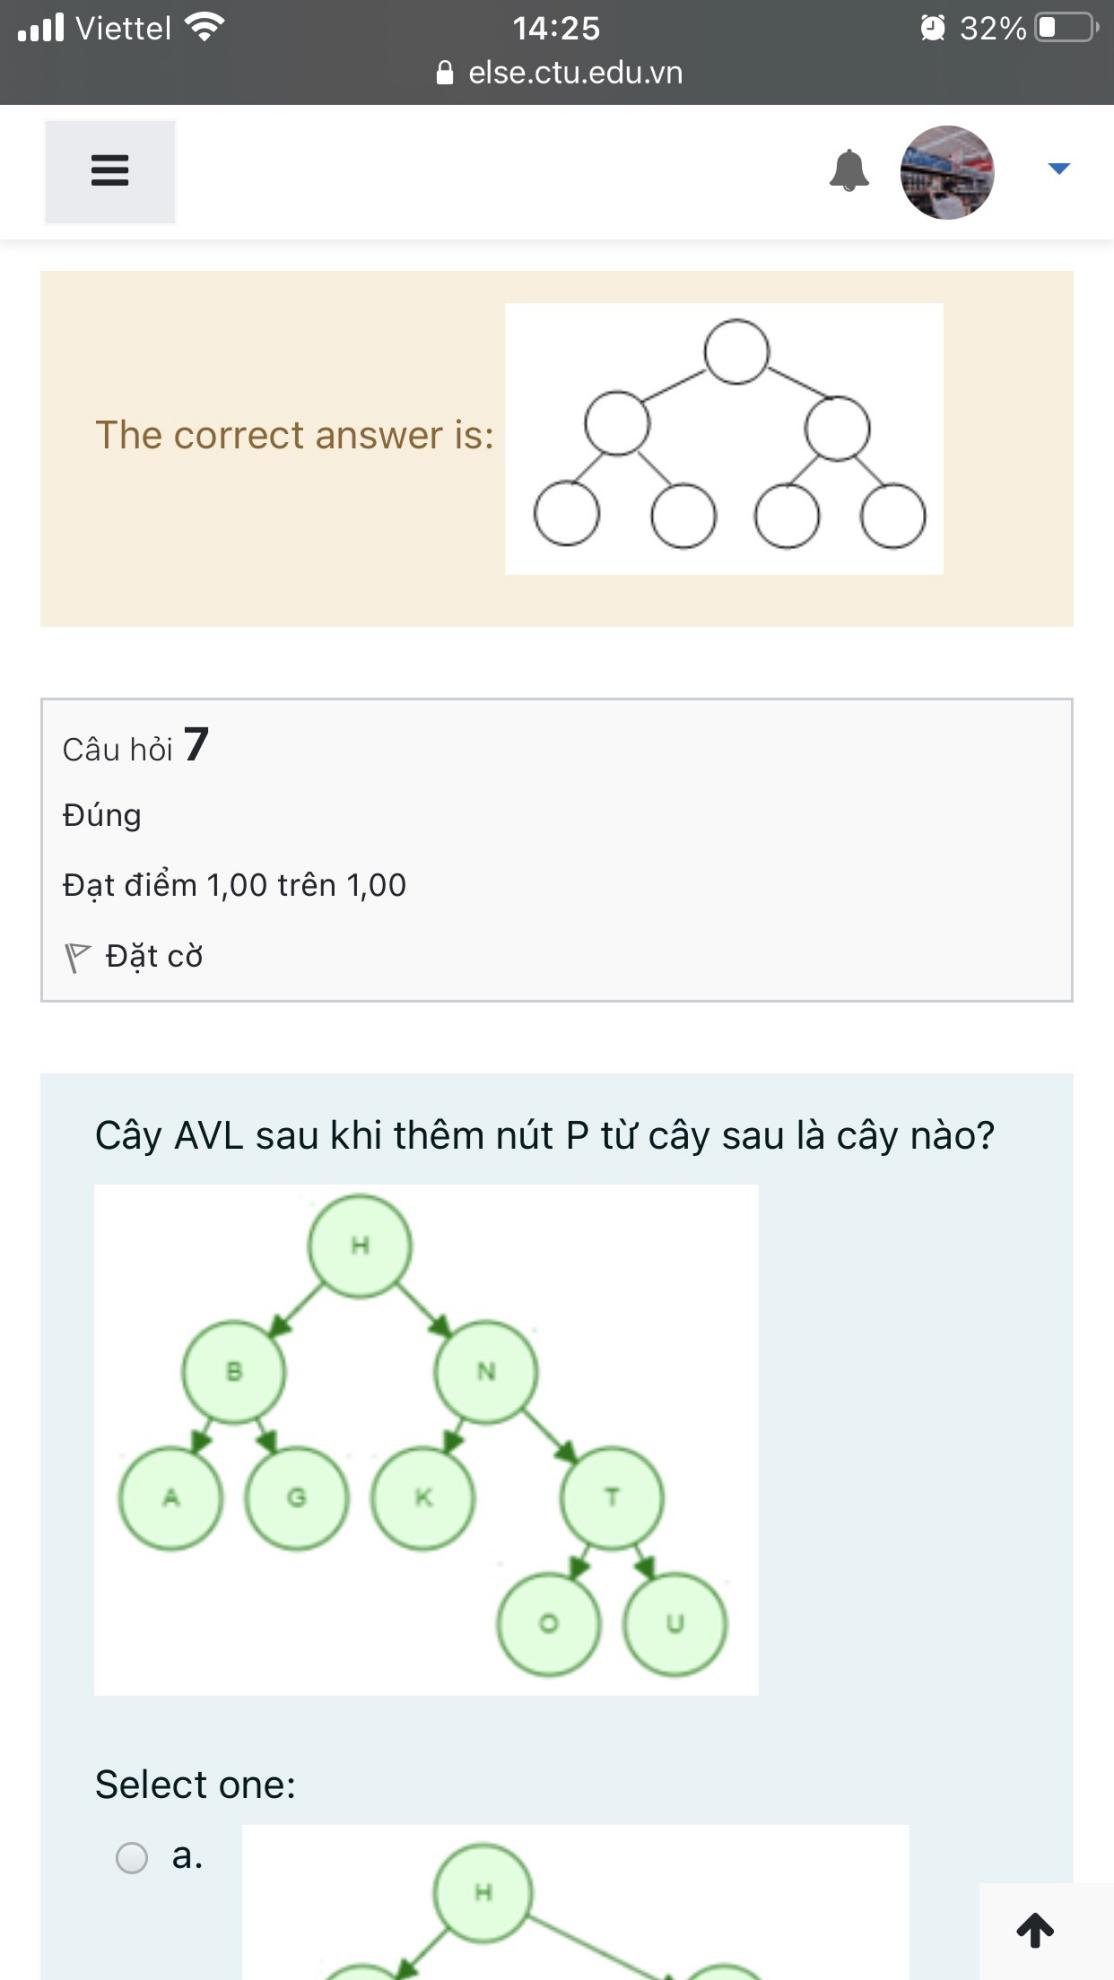 Viettel 14:25 32%
else.ctu.edu.vn
The correct answer is:
Câu hỏi 7
Đúng
Đạt điểm 1,00 trên 1,00
Đặt cờ
Cây AVL sau khi thêm nút P từ cây sau là cây nào?
H
B N
A G K T
O U
Select one:
a.
H